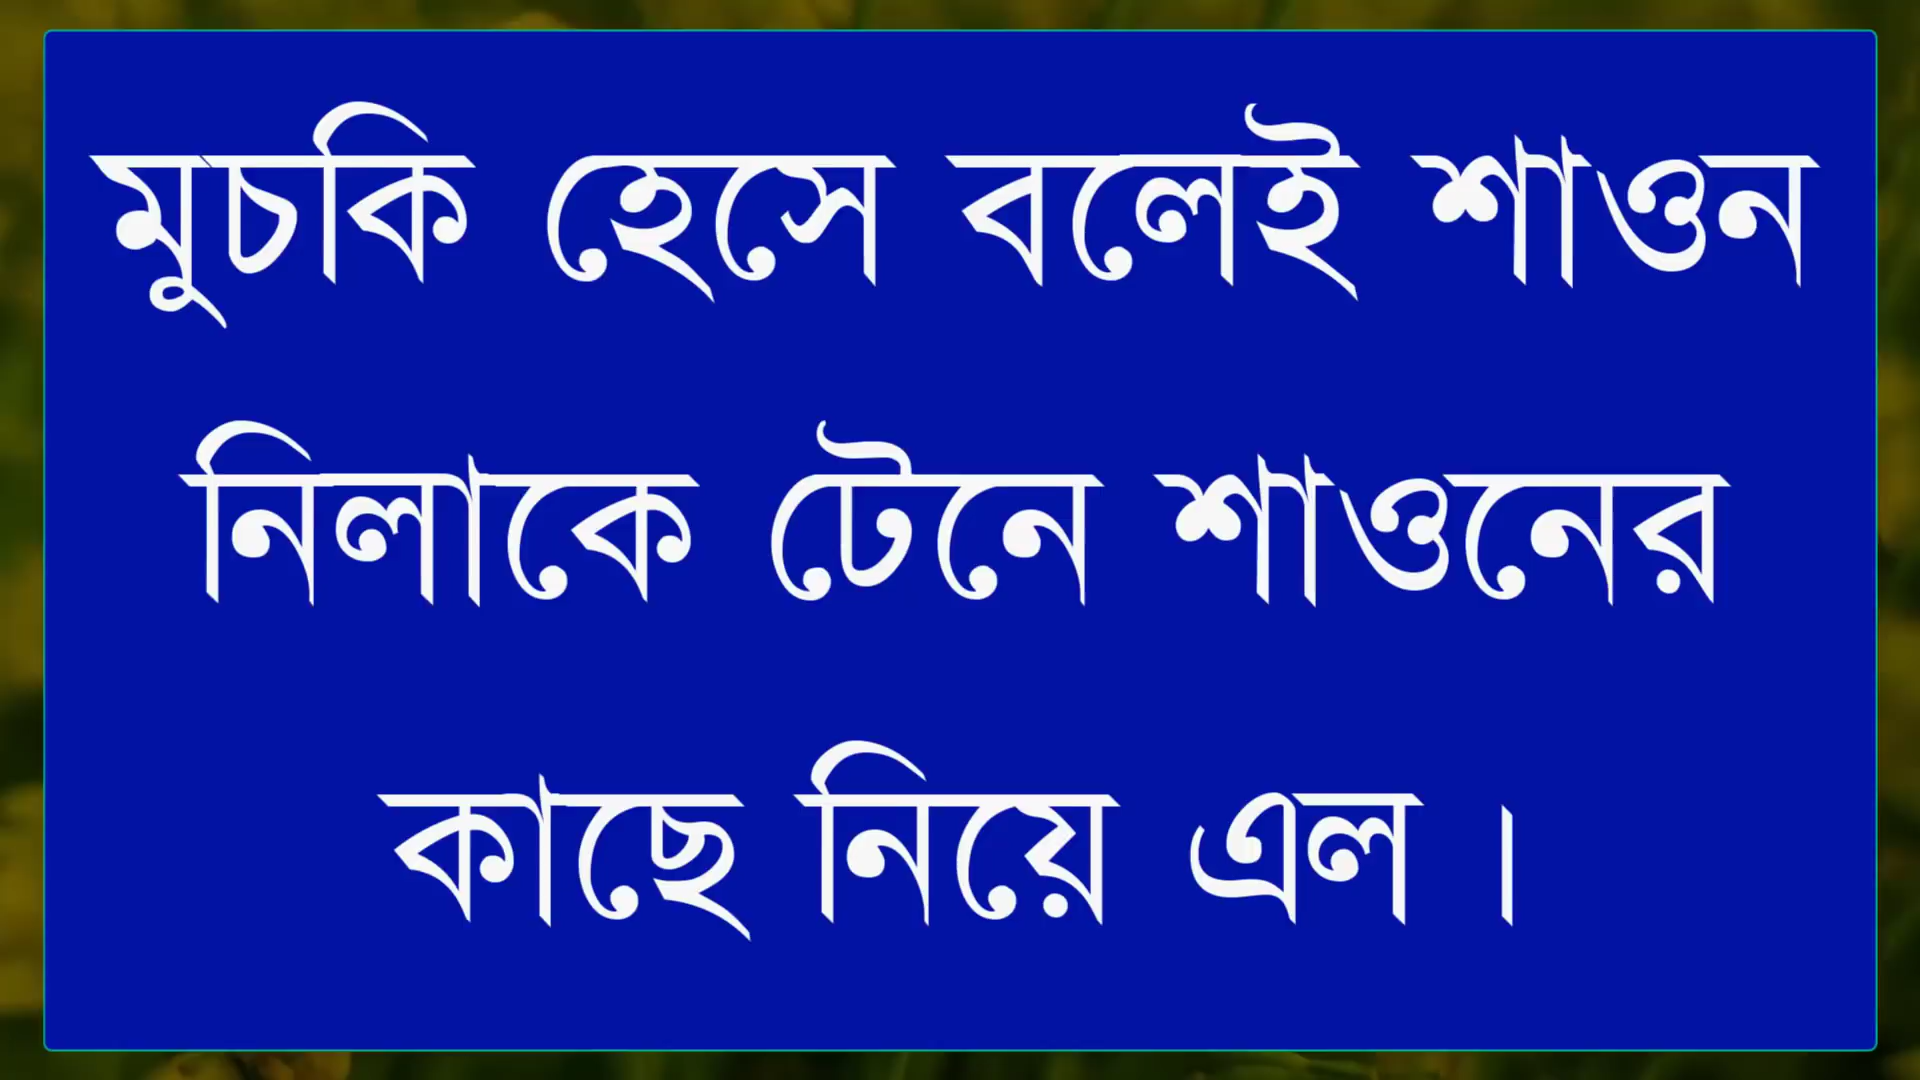 মুচকি হেসে বলেই শাওন
নিলাকে টেনে শাওনের
কাছে নিয়ে এল ।